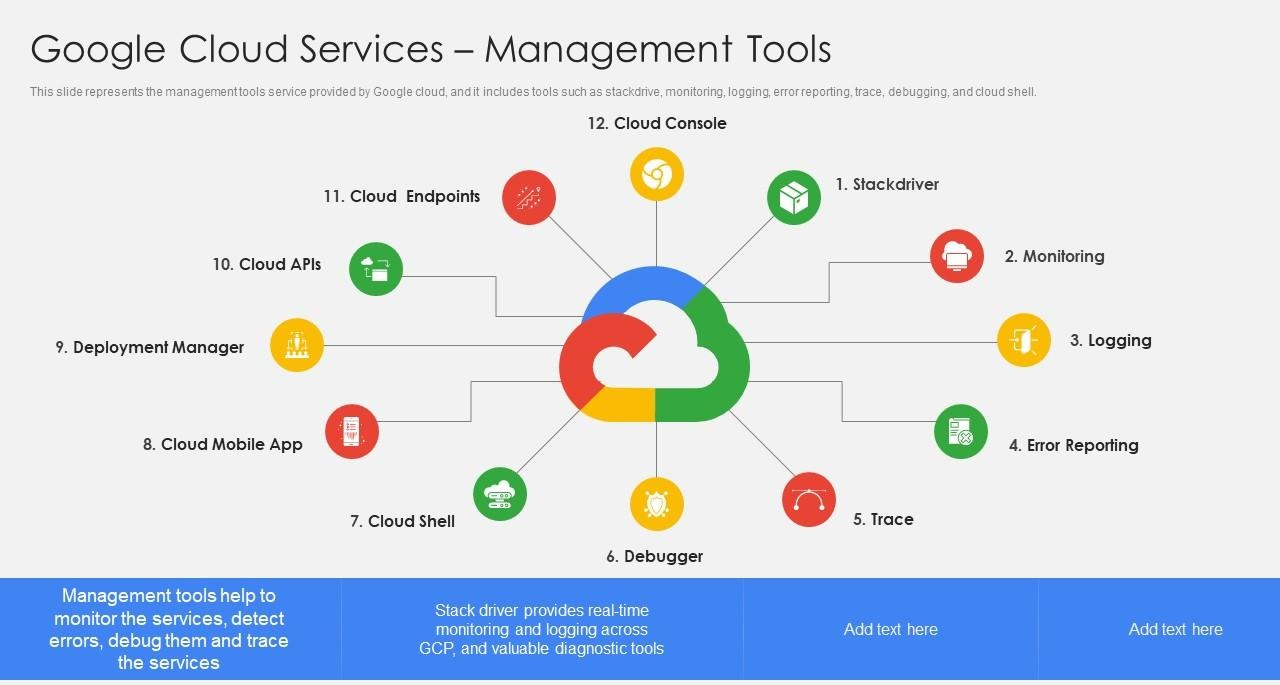 Google Cloud Services – Management Tools
This slide represents the management tools service provided by Google cloud, and it includes tools such as stackdrive, monitoring, logging, error reporting, trace, debugging, and cloud shell.
12. Cloud Console
11. Cloud Endpoints
1. Stackdriver
10. Cloud APIs
2. Monitoring
9. Deployment Manager
3. Logging
8. Cloud Mobile App
4. Error Reporting
7. Cloud Shell
5. Trace
6. Debugger
Management tools help to
monitor the services, detect
errors, debug them and trace
the services
Stack driver provides real-time
monitoring and logging across
GCP, and valuable diagnostic tools
Add text here
Add text here